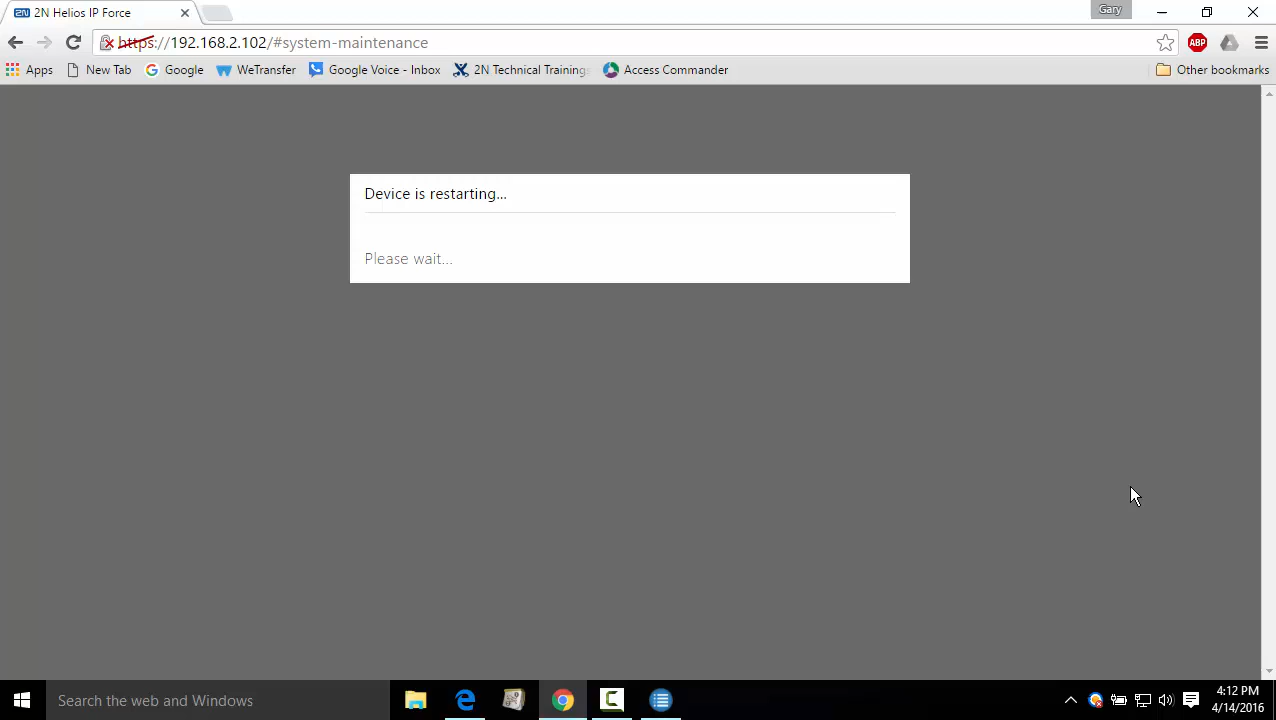 2N Helios IP Force
Gary
https://192.168.2.102/#system-maintenance
ABP
Apps
New Tab
Google
WeTransfer
Google Voice - Inbox
2N Technical Training
Access Commander
Other bookmarks
Device is restarting...
Please wait...
Search the web and Windows
4:12 PM
4/14/2016